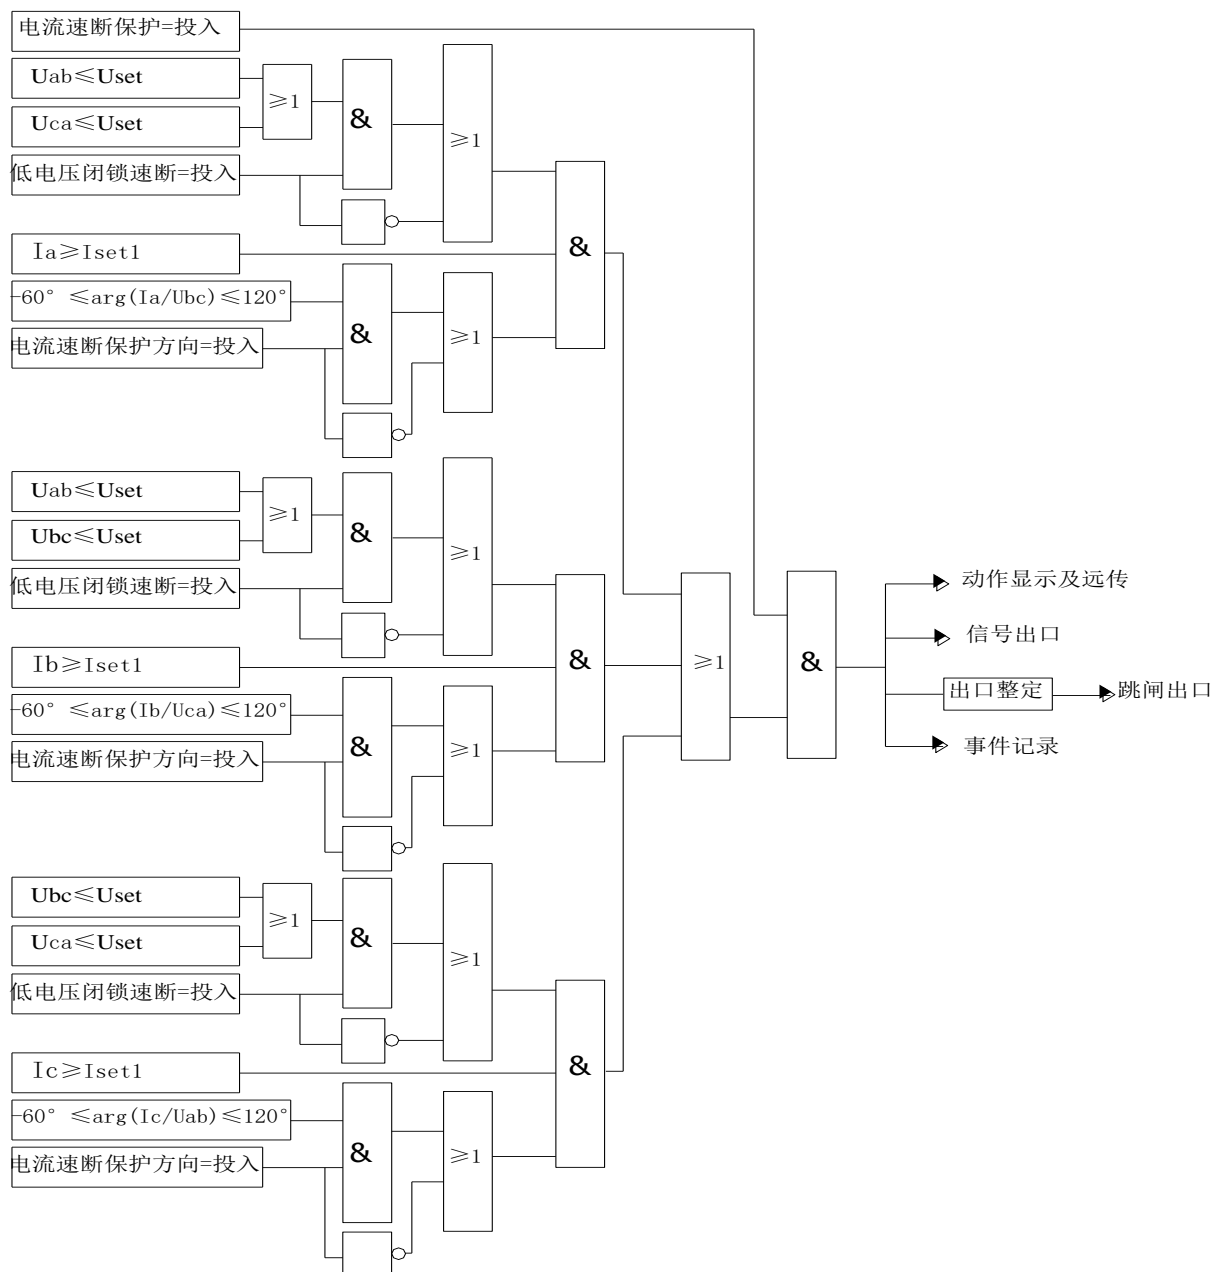 电流速断保护=投入
Uab≤Uset
≥1
Uca≤Uset
&
≥1
低电压闭锁速断=投入
Ia≥Iset1
&
-60°≤arg(Ia/Ubc)≤120°
电流速断保护方向=投入
&
≥1
Uab≤Uset
≥1
Ubc≤Uset
&
≥1
低电压闭锁速断=投入
Ib≥Iset1
&
-60°≤arg(Ib/Uca)≤120°
电流速断保护方向=投入
&
≥1
Ubc≤Uset
≥1
Uca≤Uset
&
≥1
低电压闭锁速断=投入
Ic≥Iset1
&
-60°≤arg(Ic/Uab)≤120°
电流速断保护方向=投入
&
≥1
≥1
&
动作显示及远传
信号出口
出口整定
跳闸出口
事件记录